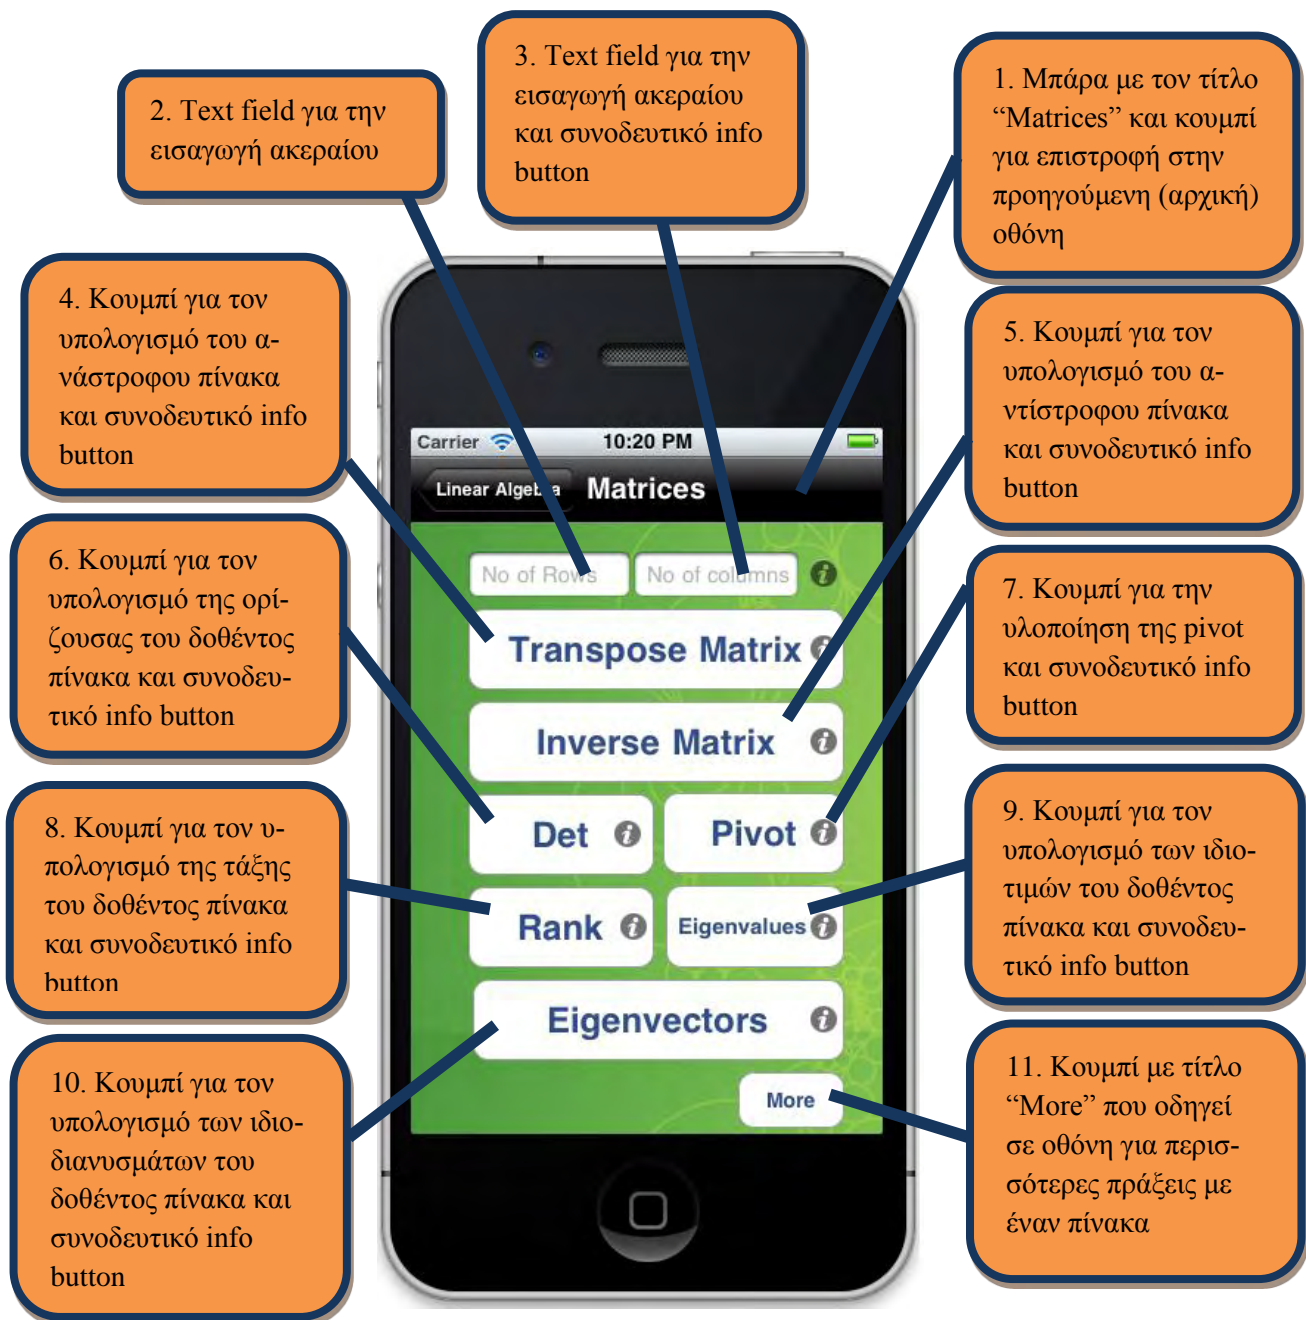 3. Text field για την
εισαγωγή ακεραίου
και συνοδευτικό info
button
1. Μπάρα με τον τίτλο
“Matrices” και κουμπί
για επιστροφή στην
προηγούμενη (αρχική)
οθόνη
2. Text field για την
εισαγωγή ακεραίου
4. Κουμπί για τον
υπολογισμό του α-
νάστροφου πίνακα
και συνοδευτικό info
button
5. Κουμπί για τον
υπολογισμό του α-
ντίστροφου πίνακα
και συνοδευτικό info
button
Carrier 10:20 PM
Linear Algebra Matrices
6. Κουμπί για τον
υπολογισμό της ορί-
ζουσας του δοθέντος
πίνακα και συνοδευ-
τικό info button
No of Rows No of columns
7. Κουμπί για την
υλοποίηση της pivot
και συνοδευτικό info
button
Transpose Matrix
Inverse Matrix
8. Κουμπί για τον υ-
πολογισμό της τάξης
του δοθέντος πίνακα
και συνοδευτικό info
button
Det Pivot
9. Κουμπί για τον
υπολογισμό των ιδιο-
τιμών του δοθέντος
πίνακα και συνοδευ-
τικό info button
Rank Eigenvalues
Eigenvectors
10. Κουμπί για τον
υπολογισμό των ιδιο-
διανυσμάτων του
δοθέντος πίνακα και
συνοδευτικό info
button
More
11. Κουμπί με τίτλο
“More” που οδηγεί
σε οθόνη για περισ-
σότερες πράξεις με
έναν πίνακα